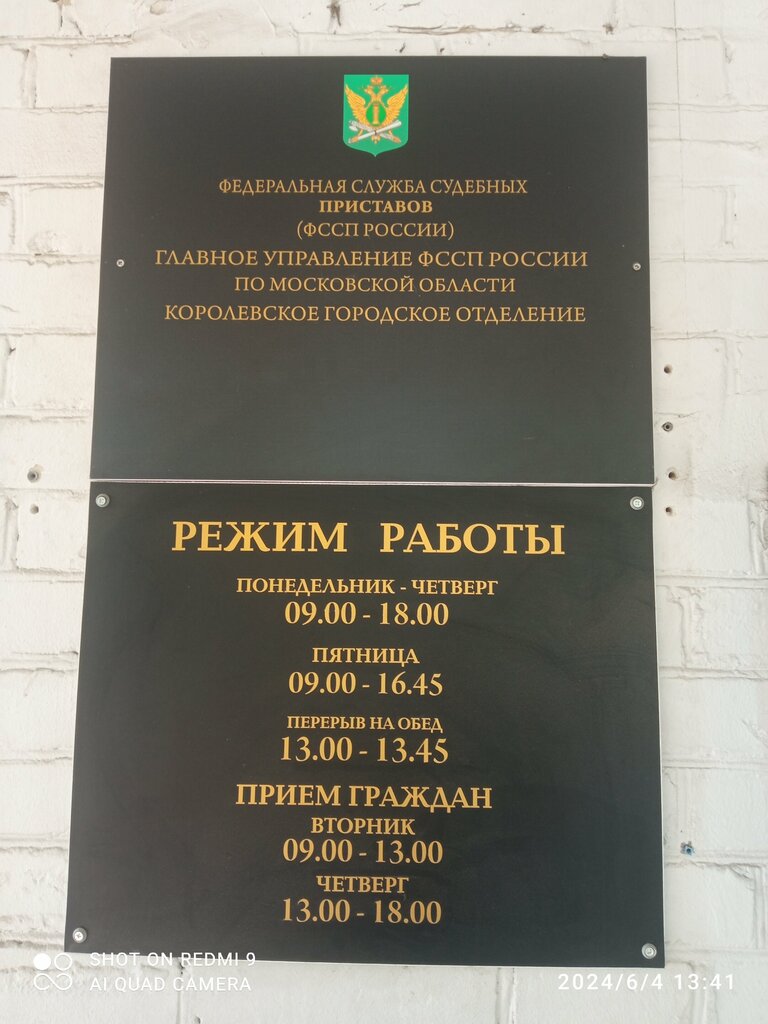 ФЕДЕРАЛЬНАЯ СЛУЖБА СУДЕБНЫХ
ПРИСТАВОВ
(ФССП РОССИИ)
ГЛАВНОЕ УПРАВЛЕНИЕ ФССП РОССИИ
ПО МОСКОВСКОЙ ОБЛАСТИ
КОРОЛЕВСКОЕ ГОРОДСКОЕ ОТДЕЛЕНИЕ
РЕЖИМ РАБОТЫ
ПОНЕДЕЛЬНИК - ЧЕТВЕРГ
09.00 - 18.00
ПЯТНИЦА
09.00 - 16.45
ПЕРЕРЫВ НА ОБЕД
13.00 - 13.45
ПРИЕМ ГРАЖДАН
ВТОРНИК
09.00 - 13.00
ЧЕТВЕРГ
13.00 - 18.00
SHOT ON REDMI 9
AI QUAD CAMERA
2024/6/4 13:41